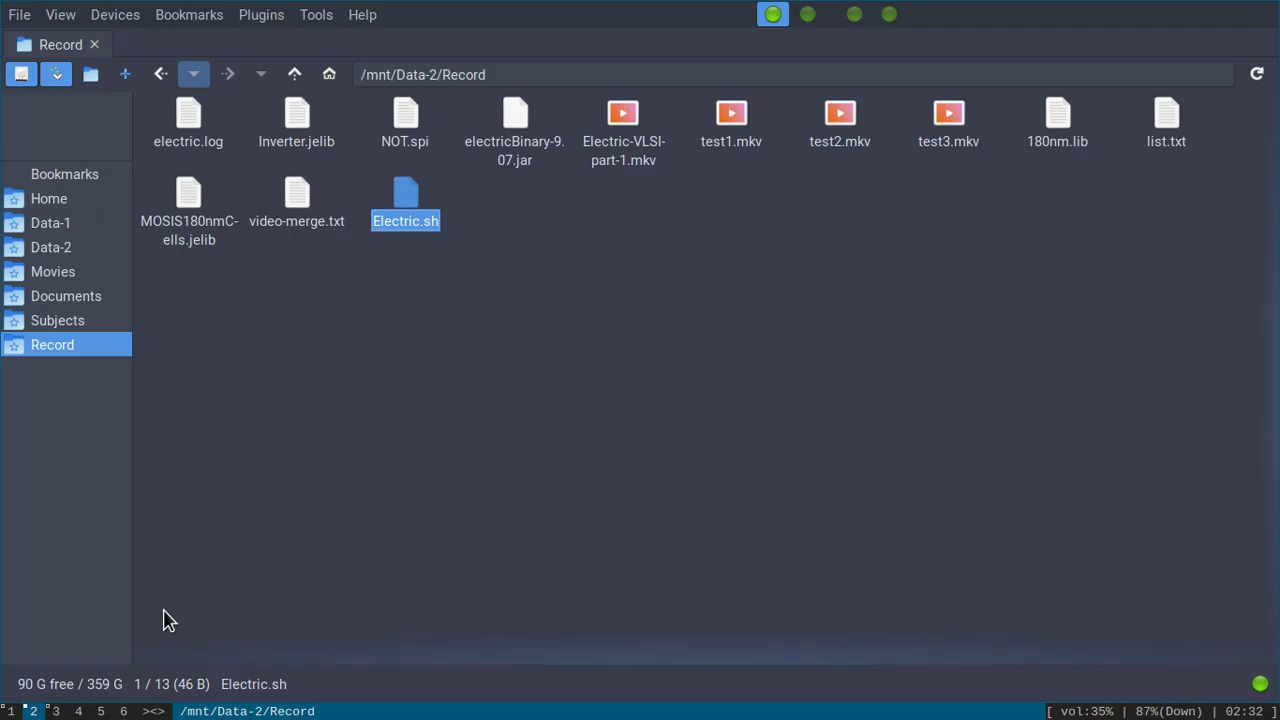 File View Devices Bookmarks Plugins Tools Help
Record
/mnt/Data-2/Record
electric.log Inverter.jelib NOT.spi electricBinary-9. Electric-VLSI- test1.mkv test2.mkv test3.mkv 180nm.lib list.txt
07.jar part-1.mkv
Bookmarks
Home
Data-1
Data-2
Movies
Documents
Subjects
Record
MOSIS180nmC- video-merge.txt Electric.sh
ells.jelib
90 G free / 359 G 1 / 13 (46 B) Electric.sh
1 2 3 4 5 6 ><> /mnt/Data-2/Record [ vol:35% | 87%(Down) | 02:32 ]